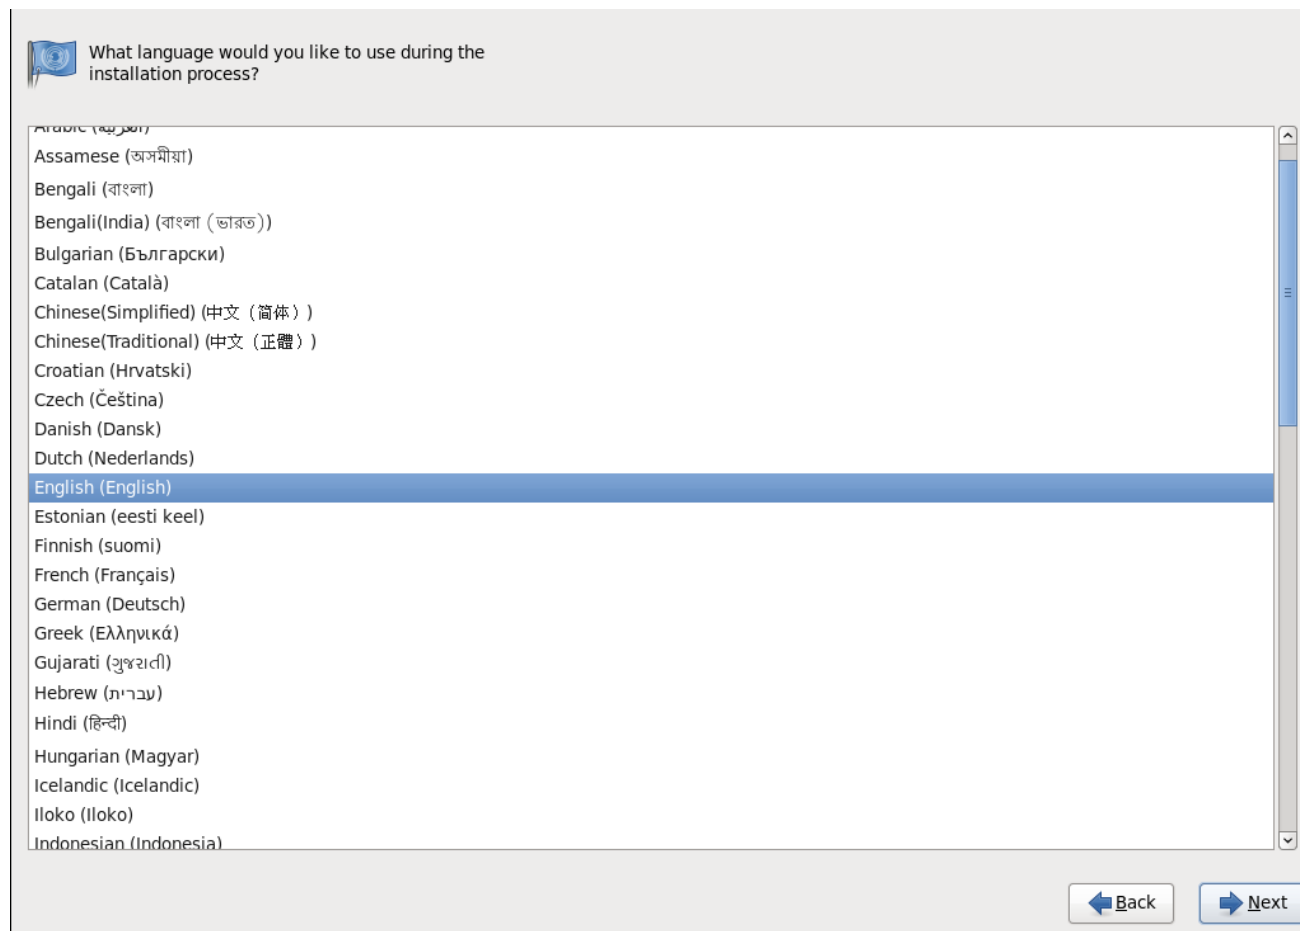 What language would you like to use during the
installation process?
Arabic (العربية)
Assamese (অসমীয়া)
Bengali (বাংলা)
Bengali(India) (বাংলা (ভারত))
Bulgarian (Български)
Catalan (Català)
Chinese(Simplified) (中文（简体）)
Chinese(Traditional) (中文（正體）)
Croatian (Hrvatski)
Czech (Čeština)
Danish (Dansk)
Dutch (Nederlands)
English (English)
Estonian (eesti keel)
Finnish (suomi)
French (Français)
German (Deutsch)
Greek (Ελληνικά)
Gujarati (ગુજરાતી)
Hebrew (עברית)
Hindi (हिन्दी)
Hungarian (Magyar)
Icelandic (Icelandic)
Iloko (Iloko)
Indonesian (Indonesia)
Back
Next